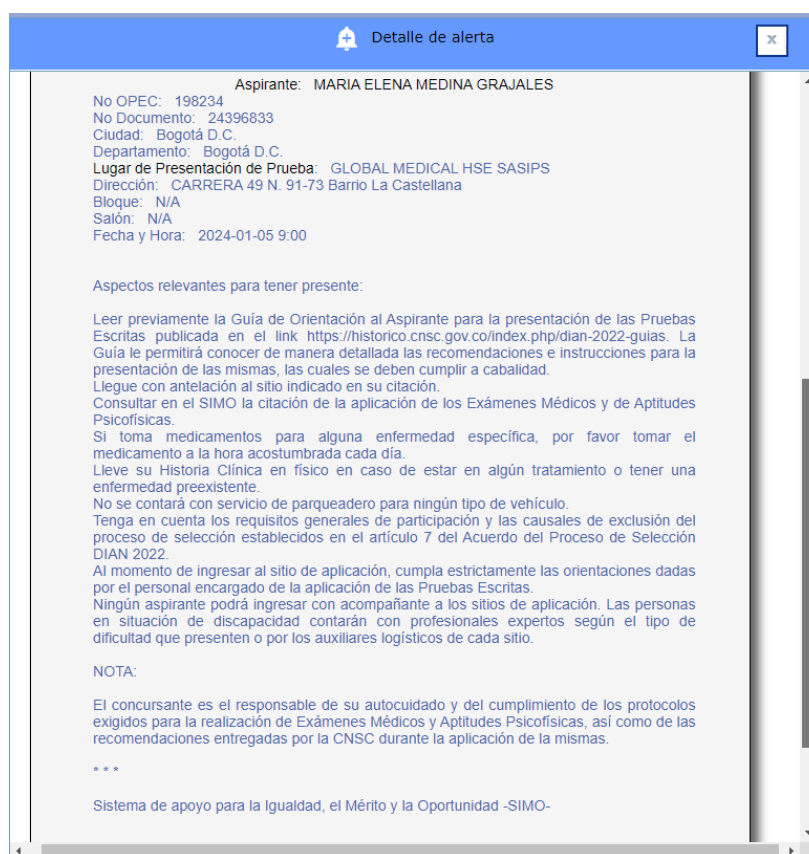 Detalle de alerta
x
Aspirante: MARIA ELENA MEDINA GRAJALES
No OPEC: 198234
No Documento: 24396833
Ciudad: Bogotá D.C.
Departamento: Bogotá D.C.
Lugar de Presentación de Prueba: GLOBAL MEDICAL HSE SASIPS
Dirección: CARRERA 49 N. 91-73 Barrio La Castellana
Bloque: N/A
Salón: N/A
Fecha y Hora: 2024-01-05 9:00
Aspectos relevantes para tener presente:
Leer previamente la Guía de Orientación al Aspirante para la presentación de las Pruebas
Escritas publicada en el link https://historico.cnsc.gov.co/index.php/dian-2022-guias. La
Guía le permitirá conocer de manera detallada las recomendaciones e instrucciones para la
presentación de las mismas, las cuales se deben cumplir a cabalidad.
Llegue con antelación al sitio indicado en su citación.
Consultar en el SIMO la citación de la aplicación de los Exámenes Médicos y de Aptitudes
Psicofísicas.
Si toma medicamentos para alguna enfermedad específica, por favor tomar el
medicamento a la hora acostumbrada cada día.
Lleve su Historia Clínica en físico en caso de estar en algún tratamiento o tener una
enfermedad preexistente.
No se contará con servicio de parqueadero para ningún tipo de vehículo.
Tenga en cuenta los requisitos generales de participación y las causales de exclusión del
proceso de selección establecidos en el artículo 7 del Acuerdo del Proceso de Selección
DIAN 2022.
Al momento de ingresar al sitio de aplicación, cumpla estrictamente las orientaciones dadas
por el personal encargado de la aplicación de las Pruebas Escritas.
Ningún aspirante podrá ingresar con acompañante a los sitios de aplicación. Las personas
en situación de discapacidad contarán con profesionales expertos según el tipo de
dificultad que presenten o por los auxiliares logísticos de cada sitio.
NOTA:
El concursante es el responsable de su autocuidado y del cumplimiento de los protocolos
exigidos para la realización de Exámenes Médicos y Aptitudes Psicofísicas, así como de las
recomendaciones entregadas por la CNSC durante la aplicación de la mismas.
* * *
Sistema de apoyo para la Igualdad, el Mérito y la Oportunidad -SIMO-